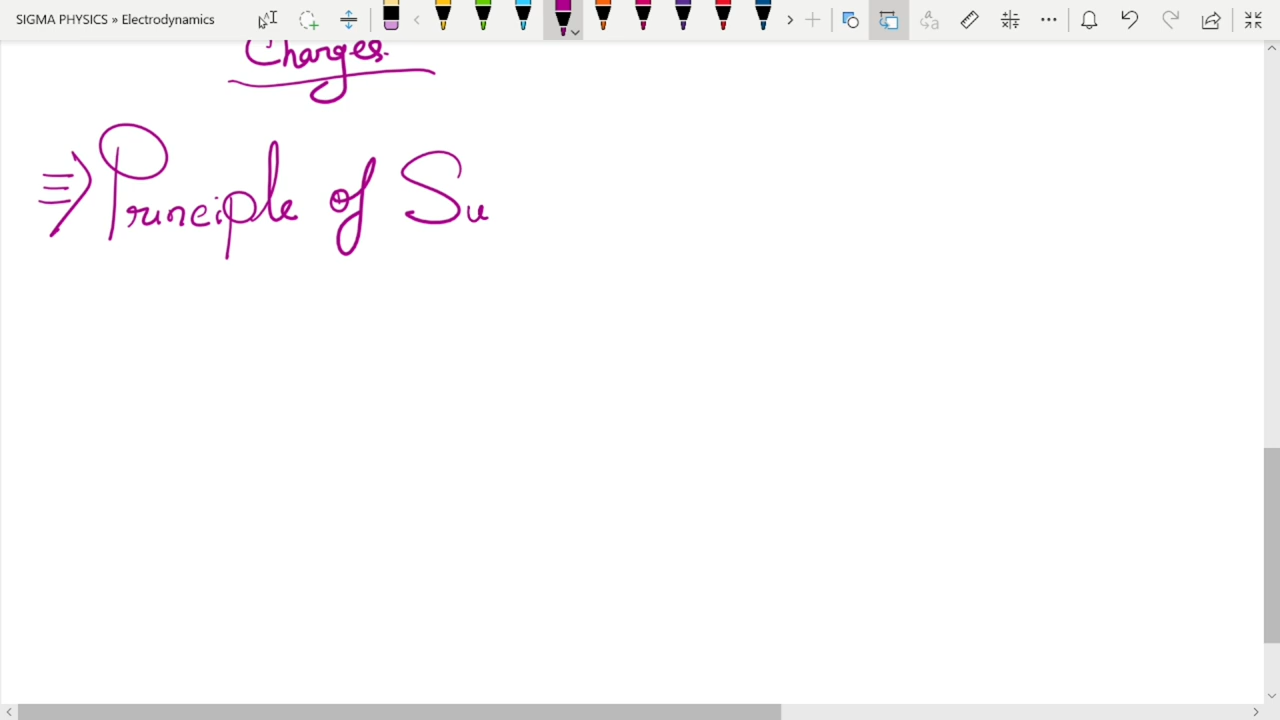 SIGMA PHYSICS » Electrodynamics
Charges.
⇒ Principle of Su